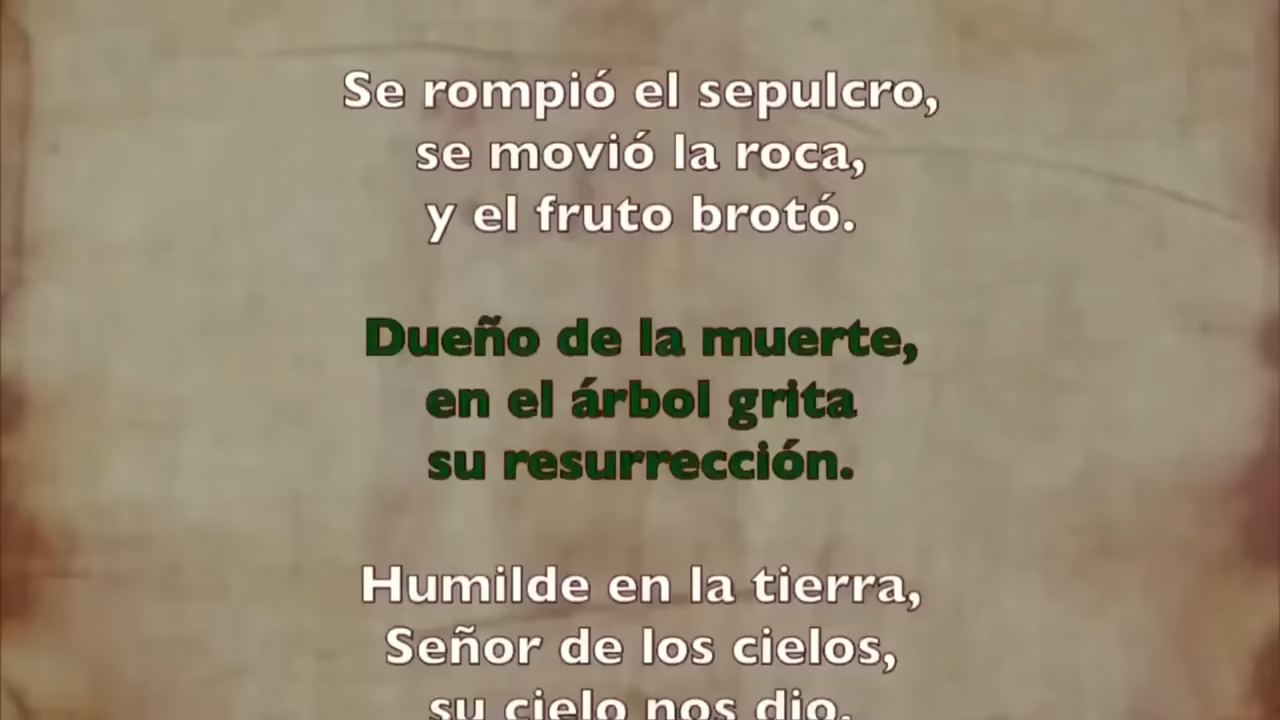 Se rompió el sepulcro,
se movió la roca,
y el fruto brotó.
Dueño de la muerte,
en el árbol grita
su resurrección.
Humilde en la tierra,
Señor de los cielos,
su cielo nos dio.